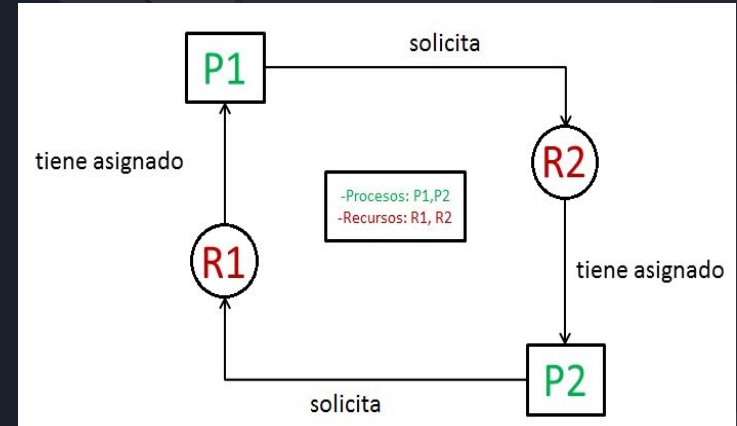 solicita
P1
tiene asignado
R2
-Procesos: P1,P2
-Recursos: R1, R2
R1
tiene asignado
P2
solicita